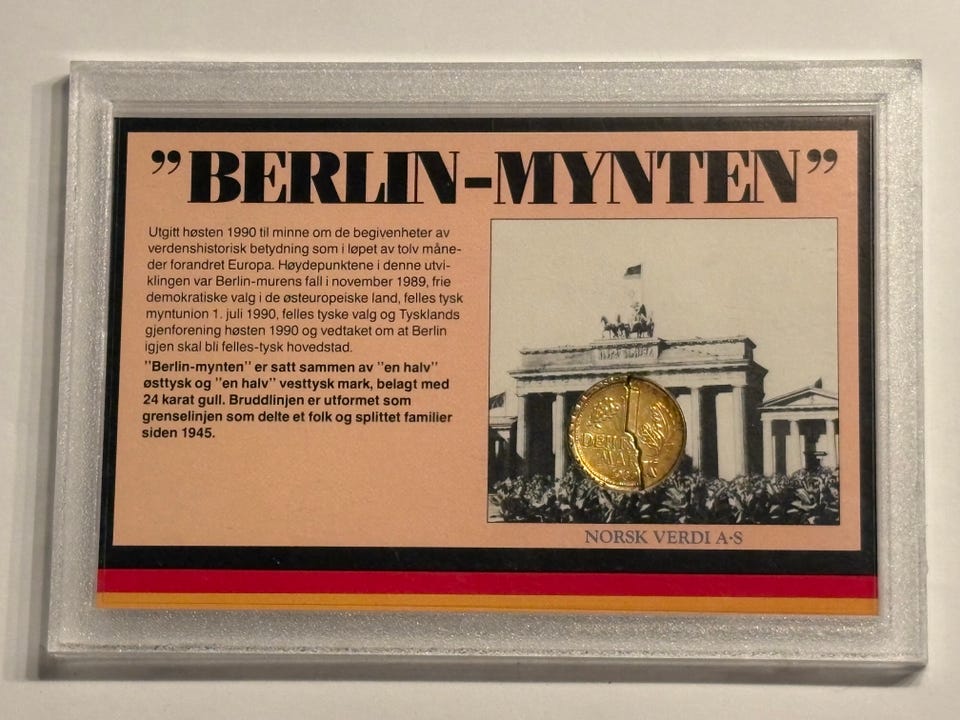 ”BERLIN-MYNTEN”
Utgitt høsten 1990 til minne om de begivenheter av
verdenshistorisk betydning som i løpet av tolv måne-
der forandret Europa. Høydepunktene i denne utvi-
klingen var Berlin-murens fall i november 1989, frie
demokratiske valg i de østeuropeiske land, felles tysk
myntunion 1. juli 1990, felles tyske valg og Tysklands
gjenforening høsten 1990 og vedtaket om at Berlin
igjen skal bli felles-tysk hovedstad.
”Berlin-mynten” er satt sammen av ”en halv”
østtysk og ”en halv” vesttysk mark, belagt med
24 karat gull. Bruddlinjen er utformet som
grenselinjen som delte et folk og splittet familier
siden 1945.
NORSK VERDI A·S